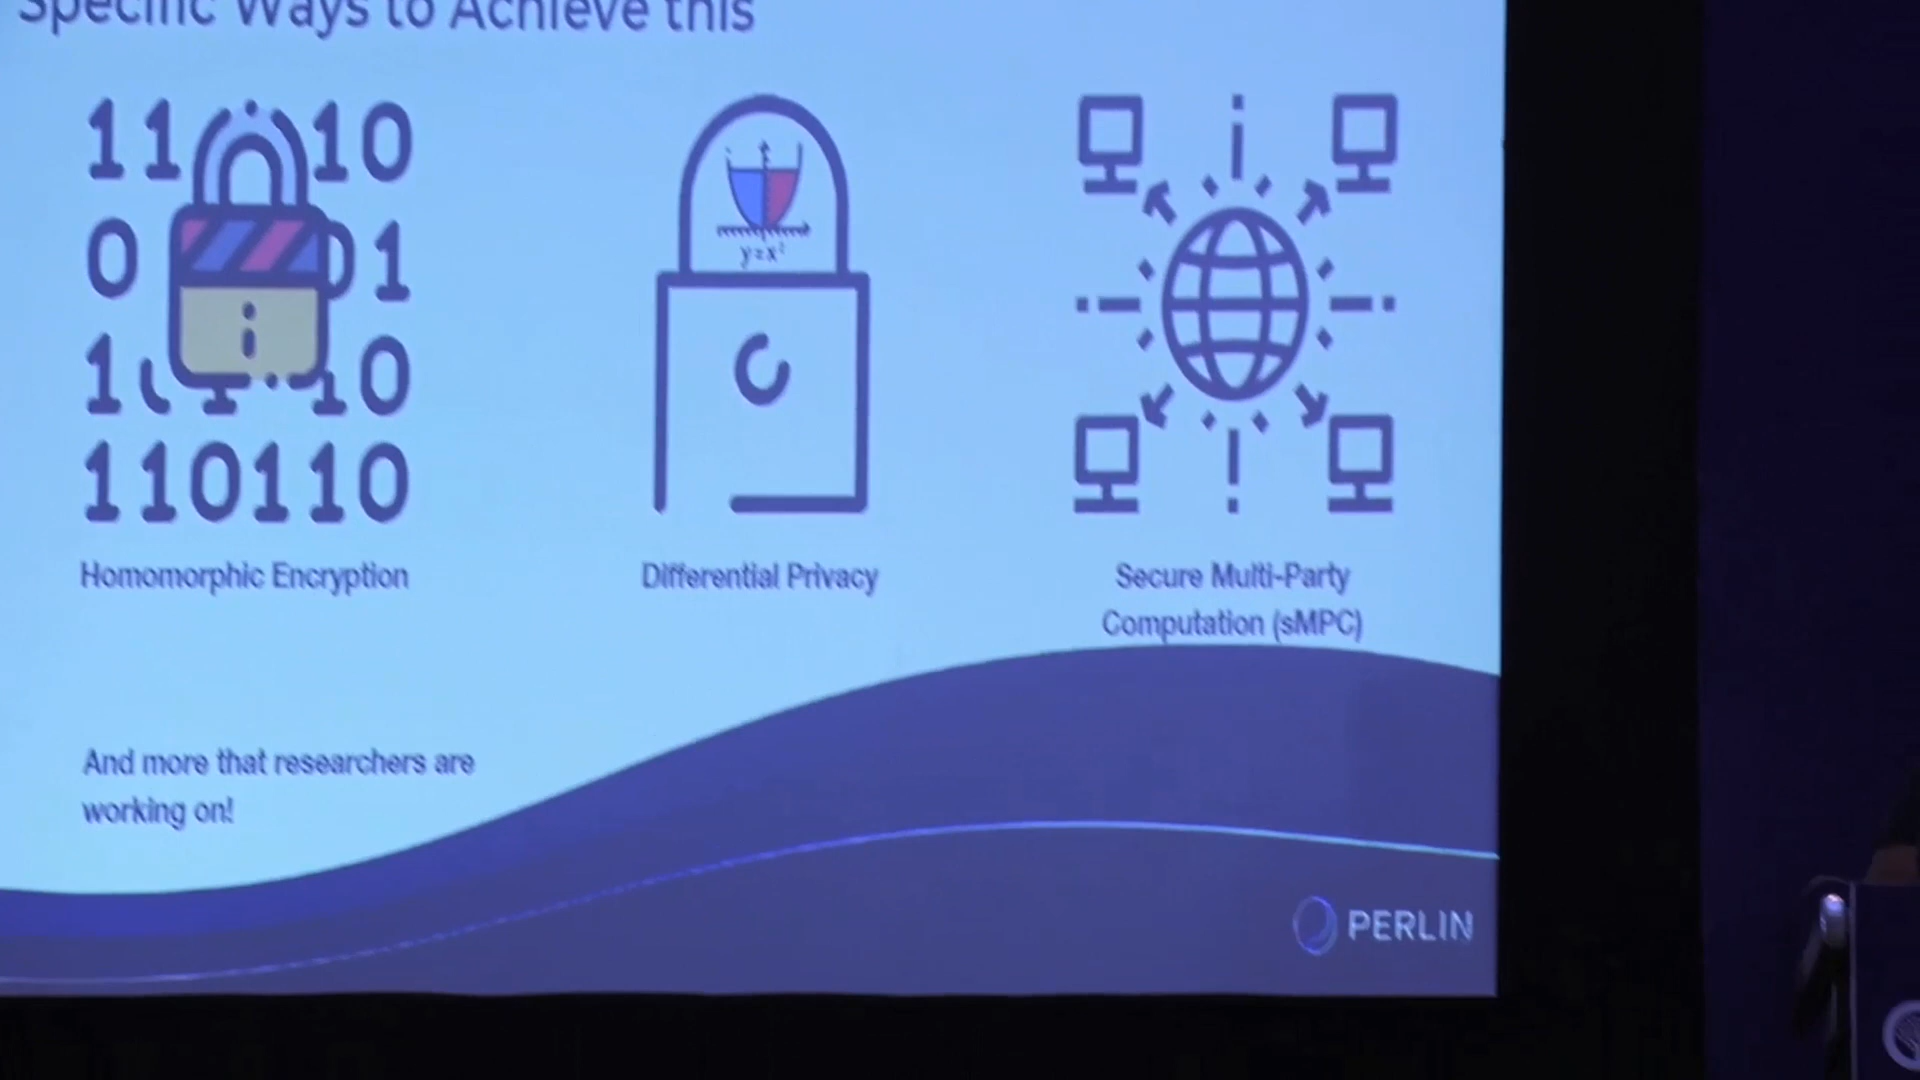 Specific Ways to Achieve this
11 10
0 0 1
1 10
110110
y=x²
Homomorphic Encryption
Differential Privacy
Secure Multi-Party
Computation (sMPC)
And more that researchers are
working on!
PERLIN